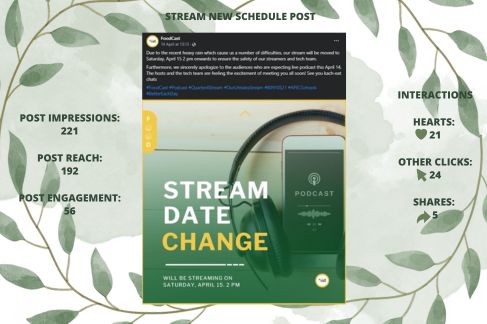 STREAM NEW SCHEDULE POST
FoodCast
Due to the recent heavy rain which cause us a number of difficulties, our stream will be moved to
Saturday, April 15 2 pm onwards to ensure the safety of our streamers and tech team.
Furthermore, we sincerely apologize to the audiences who are expecting live podcast this April 14.
The hosts and the tech team are feeling the excitement of meeting you all soon! See you
chats
#FoodCast #Podcast #QuartenStream
#BetterEachDay
STREAM
DATE
CHANGE
PODCAST
WILL BE STREAMING ON
SATURDAY, APRIL 15. 2 PM
POST IMPRESSIONS:
221
POST REACH:
192
POST ENGAGEMENT:
56
INTERACTIONS
HEARTS:
21
OTHER CLICKS:
24
SHARES:
5